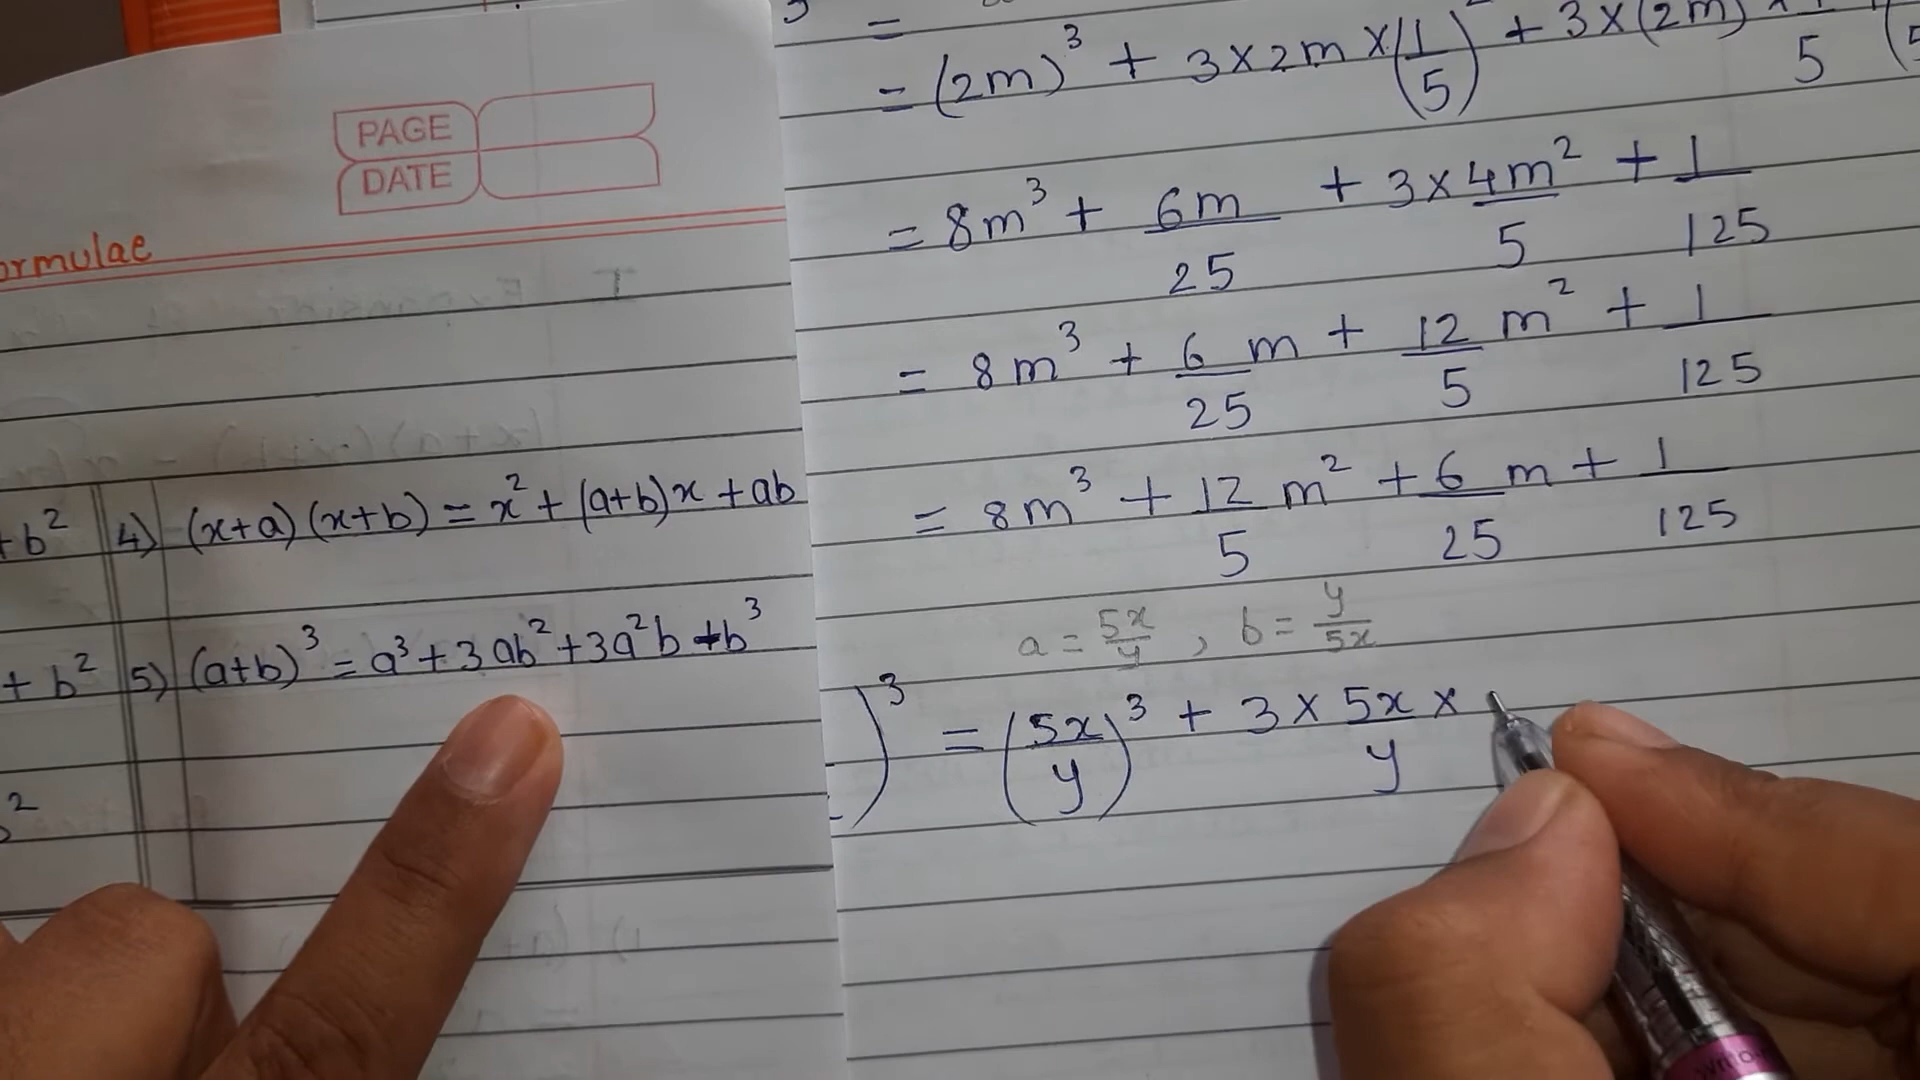 PAGE
DATE
ormulae
+b² 4) (x+a)(x+b) = x² + (a+b)x + ab
+ b² 5) (a+b)³ = a³ + 3ab² + 3a²b + b³
²
3 =
= (2m)³ + 3×2m×(1/5)² + 3×(2m)
= 8m³ + 6m/25 + 3×4m²/5 + 1/125
= 8m³ + 6/25 m + 12/5 m² + 1/125
= 8m³ + 12/5 m² + 6/25 m + 1/125
a = 5x/y , b = y/5x
)³ = (5x/y)³ + 3 × 5x/y ×